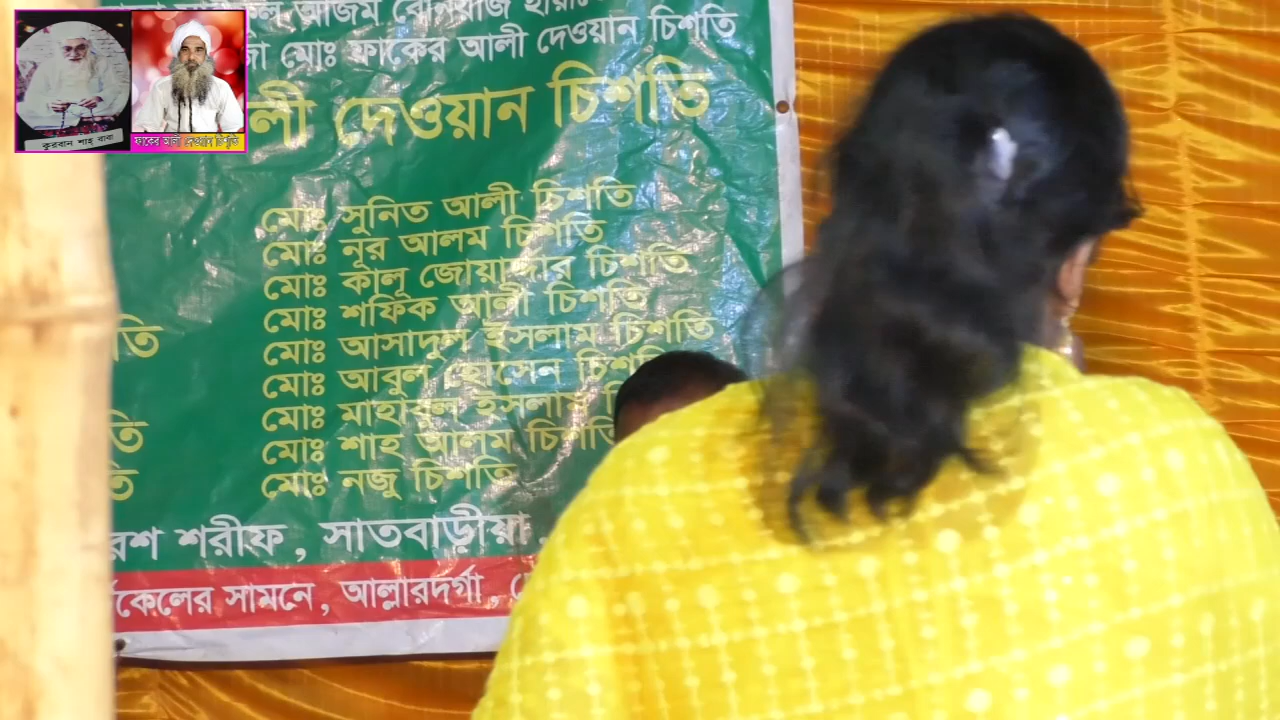 কুরবান শাহ বাবা
ফাকের আলী দেওয়ান চিশতি
আজম
মোঃ ফাকের আলী দেওয়ান চিশতি
দেওয়ান চিশতি
মোঃ সুনিত আলী চিশতি
মোঃ নূর আলম চিশতি
মোঃ কালু জোয়ার্দ্দার চিশতি
মোঃ শফিক আলী চিশতি
মোঃ আসাদুল ইসলাম চিশতি
মোঃ আবুল হোসেন
মোঃ মাহাবুল ইসলাম
মোঃ শাহ আলম চিশতি
মোঃ নজু চিশতি
শরীফ, সাতবাড়ীয়া,
সামনে, আল্লারদর্গা,